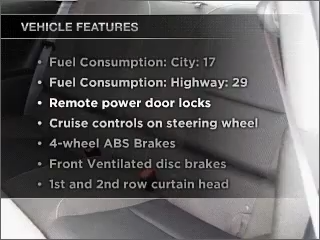 VEHICLE FEATURES
• Fuel Consumption: City: 17
• Fuel Consumption: Highway: 29
• Remote power door locks
• Cruise controls on steering wheel
• 4-wheel ABS Brakes
• Front Ventilated disc brakes
• 1st and 2nd row curtain head